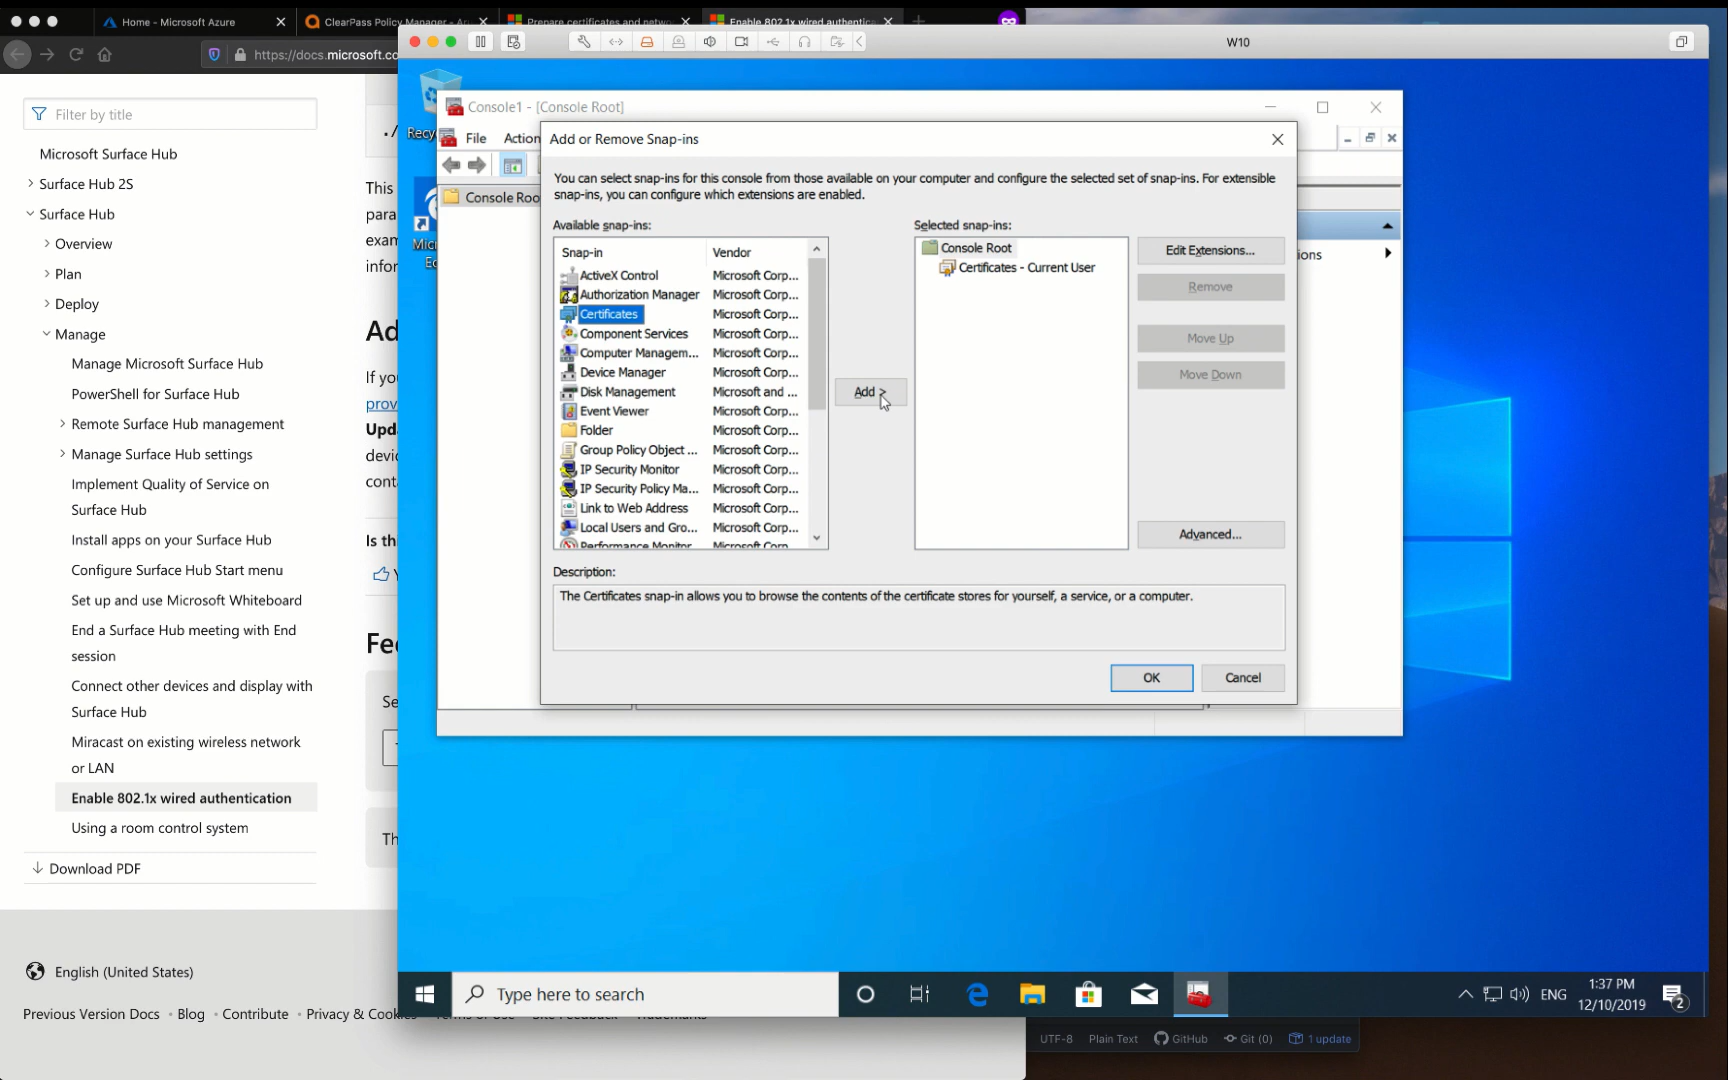 Home - Microsoft Azure
ClearPass Policy Manager - Aru
Prepare certificates and netwo
Enable 802.1x wired authentica
https://docs.microsoft.co
W10
Filter by title
Microsoft Surface Hub
Surface Hub 2S
Surface Hub
Overview
Plan
Deploy
Manage
Manage Microsoft Surface Hub
PowerShell for Surface Hub
Remote Surface Hub management
Manage Surface Hub settings
Implement Quality of Service on
Surface Hub
Install apps on your Surface Hub
Configure Surface Hub Start menu
Set up and use Microsoft Whiteboard
End a Surface Hub meeting with End
session
Connect other devices and display with
Surface Hub
Miracast on existing wireless network
or LAN
Enable 802.1x wired authentication
Using a room control system
Download PDF
English (United States)
Previous Version Docs • Blog • Contribute • Privacy & Cookies
./
This
para
exam
infor
Ad
If yo
prov
Upda
devic
cont
Is thi
Y
Fee
Se
Th
Recy
Micr
Ed
Console1 - [Console Root]
File
Action
Console Roo
ions
Add or Remove Snap-ins
You can select snap-ins for this console from those available on your computer and configure the selected set of snap-ins. For extensible
snap-ins, you can configure which extensions are enabled.
Available snap-ins:
Snap-in Vendor
ActiveX Control Microsoft Corp...
Authorization Manager Microsoft Corp...
Certificates Microsoft Corp...
Component Services Microsoft Corp...
Computer Managem... Microsoft Corp...
Device Manager Microsoft Corp...
Disk Management Microsoft and ...
Event Viewer Microsoft Corp...
Folder Microsoft Corp...
Group Policy Object ... Microsoft Corp...
IP Security Monitor Microsoft Corp...
IP Security Policy Ma... Microsoft Corp...
Link to Web Address Microsoft Corp...
Local Users and Gro... Microsoft Corp...
Performance Monitor Microsoft Corp...
Add >
Selected snap-ins:
Console Root
Certificates - Current User
Edit Extensions...
Remove
Move Up
Move Down
Advanced...
Description:
The Certificates snap-in allows you to browse the contents of the certificate stores for yourself, a service, or a computer.
OK
Cancel
Type here to search
ENG
1:37 PM
12/10/2019
2
UTF-8 Plain Text GitHub Git (0) 1 update